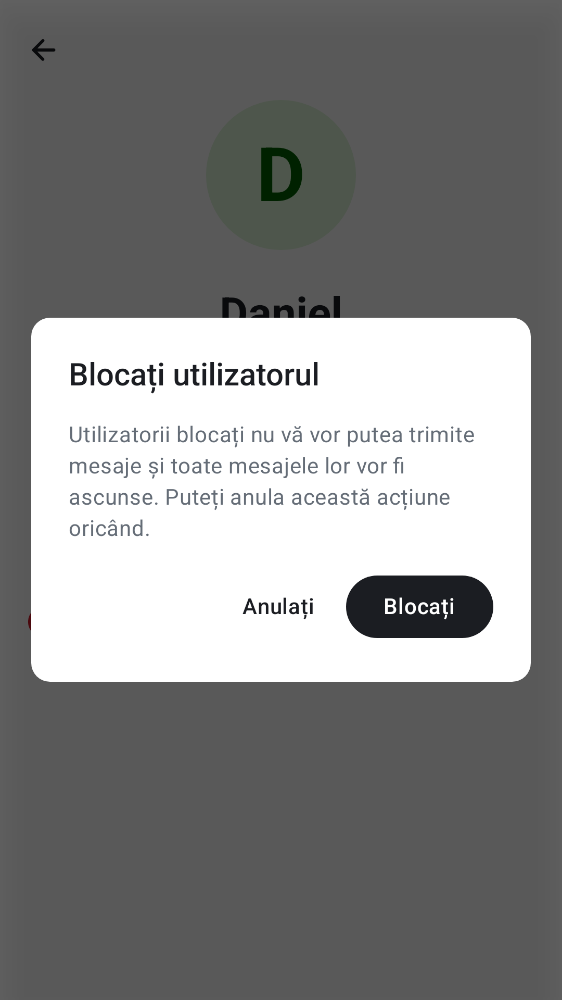 D
Daniel
Blocați utilizatorul
Utilizatorii blocați nu vă vor putea trimite
mesaje și toate mesajele lor vor fi
ascunse. Puteți anula această acțiune
oricând.
Anulați
Blocați